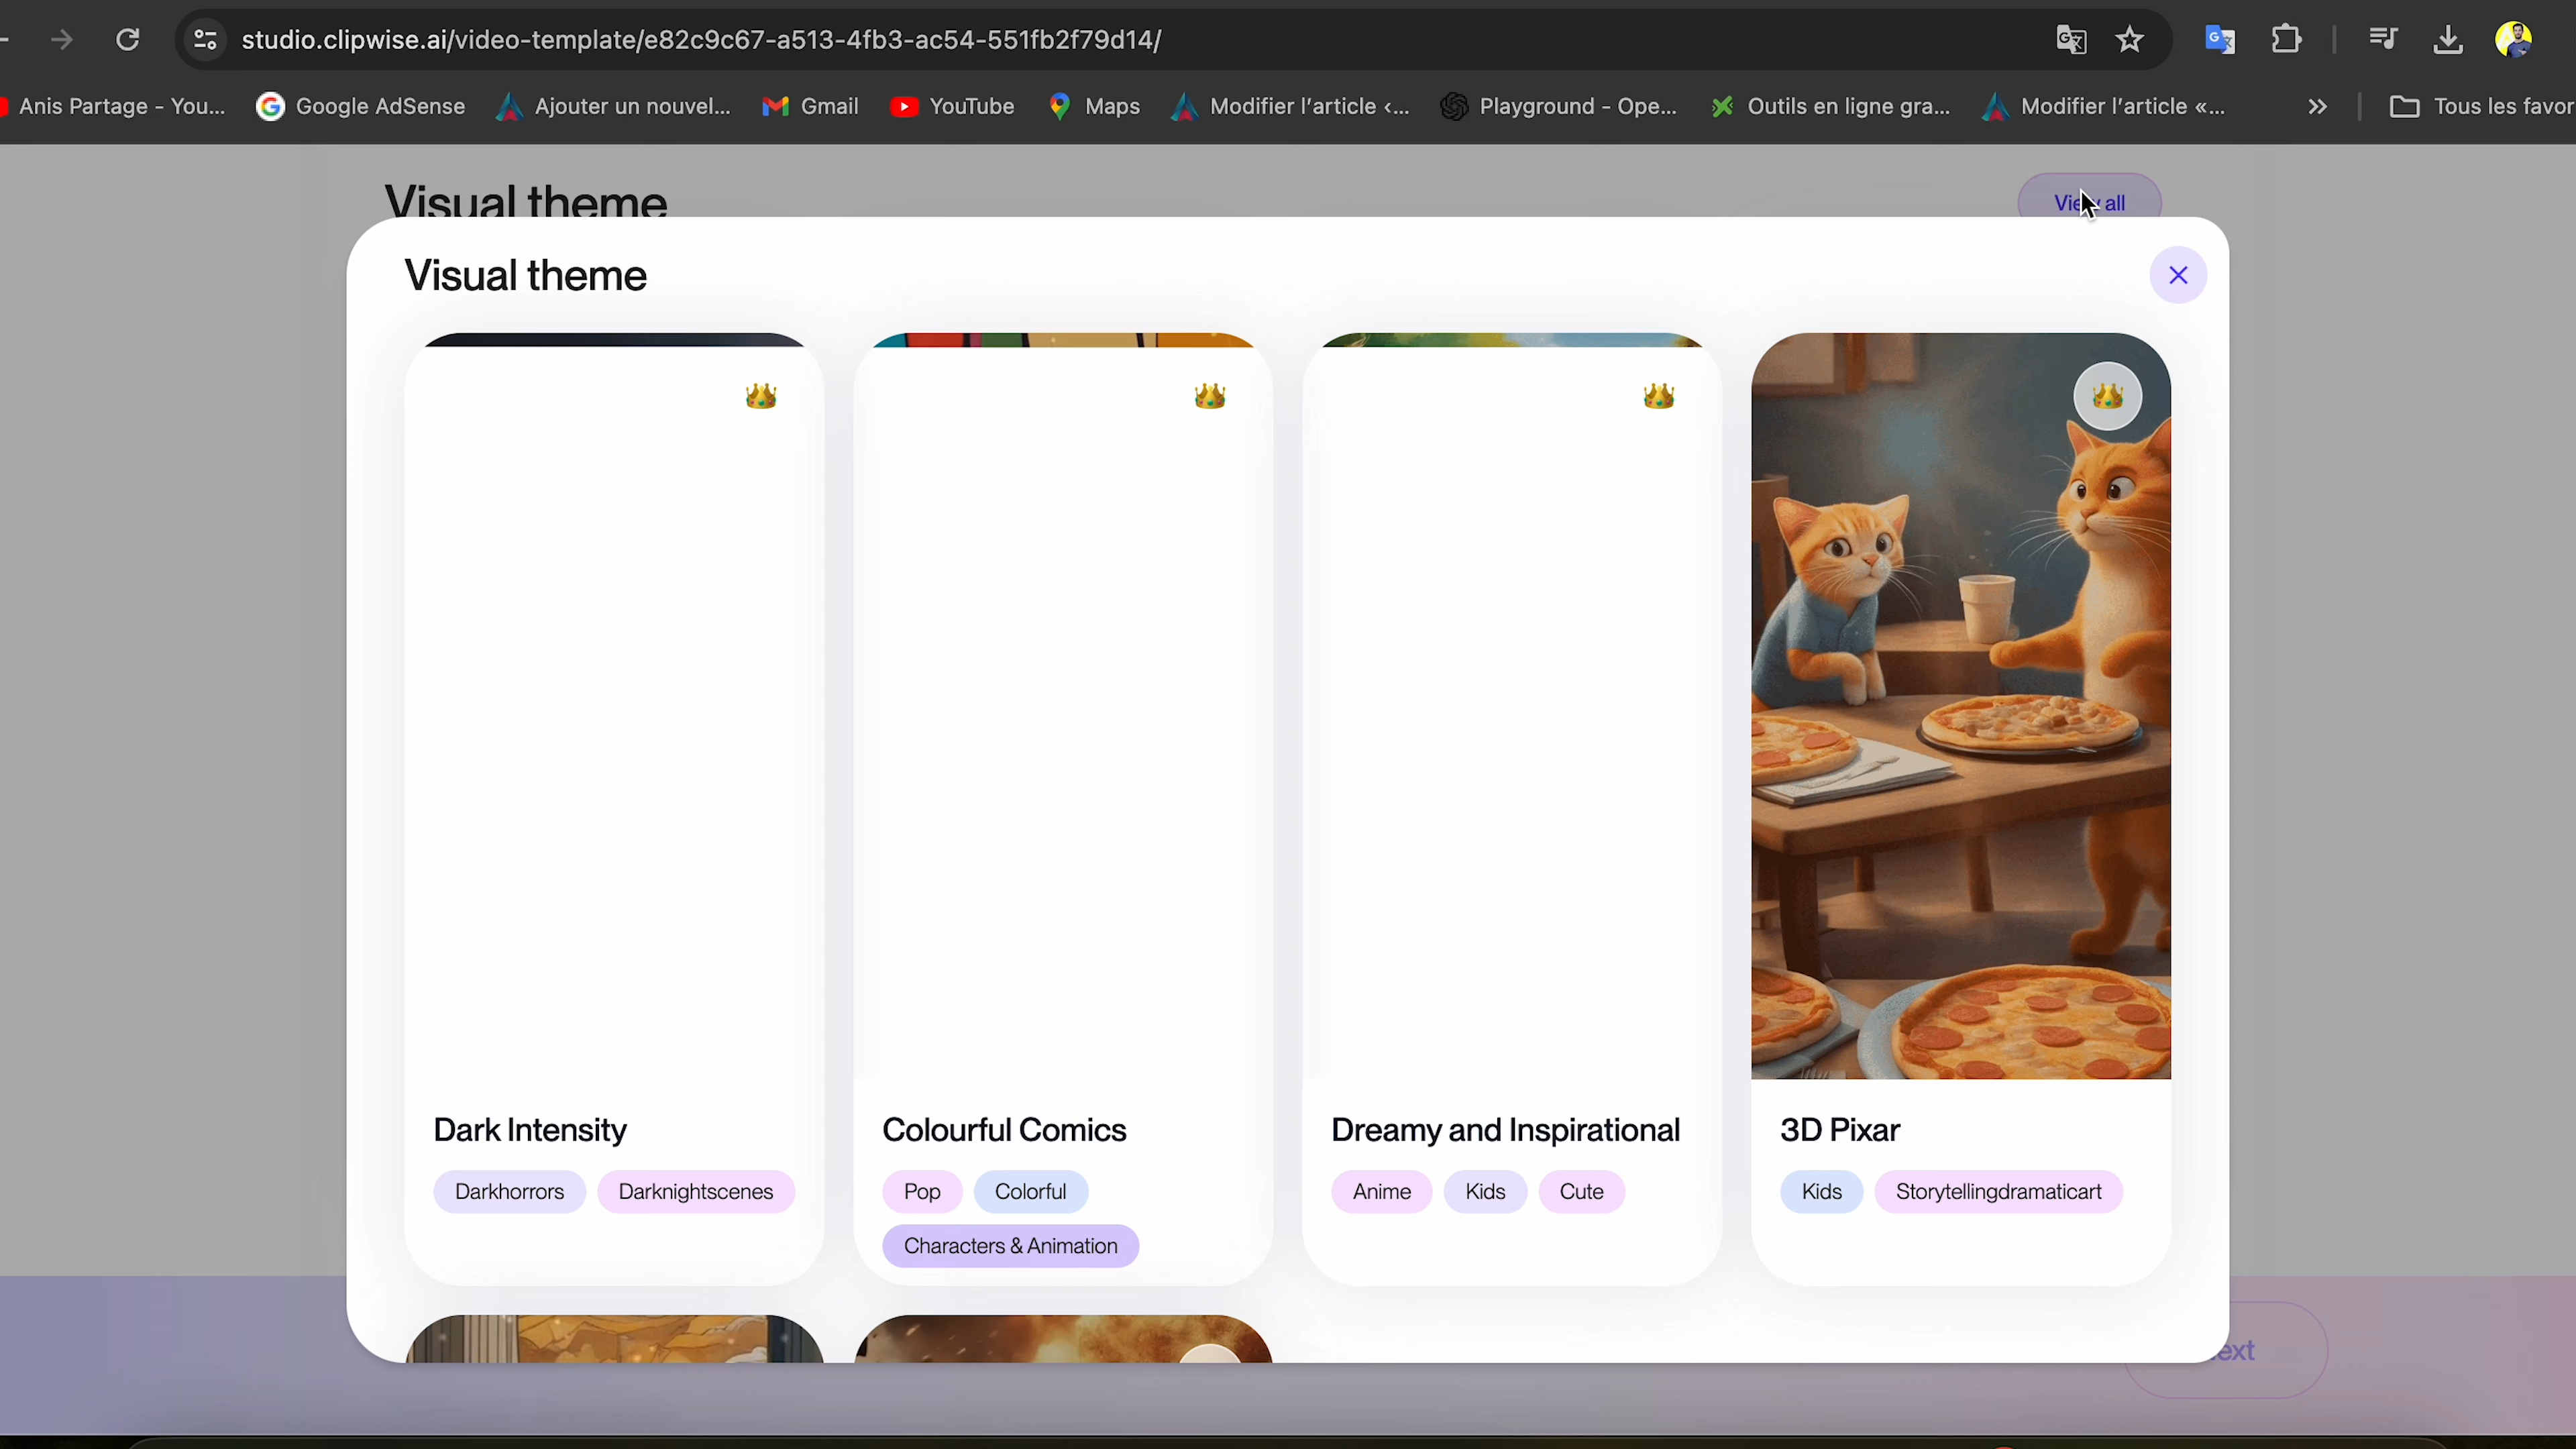 studio.clipwise.ai/video-template/e82c9c67-a513-4fb3-ac54-551fb2f79d14/
Anis Partage - You... Google AdSense Ajouter un nouvel... Gmail YouTube Maps Modifier l'article ‹... Playground - Ope... Outils en ligne gra... Modifier l'article «... » Tous les favor
Visual theme View all
Visual theme
Dark Intensity Colourful Comics Dreamy and Inspirational 3D Pixar
Darkhorrors Darknightscenes Pop Colorful Anime Kids Cute Kids Storytellingdramaticart
Characters & Animation
ext